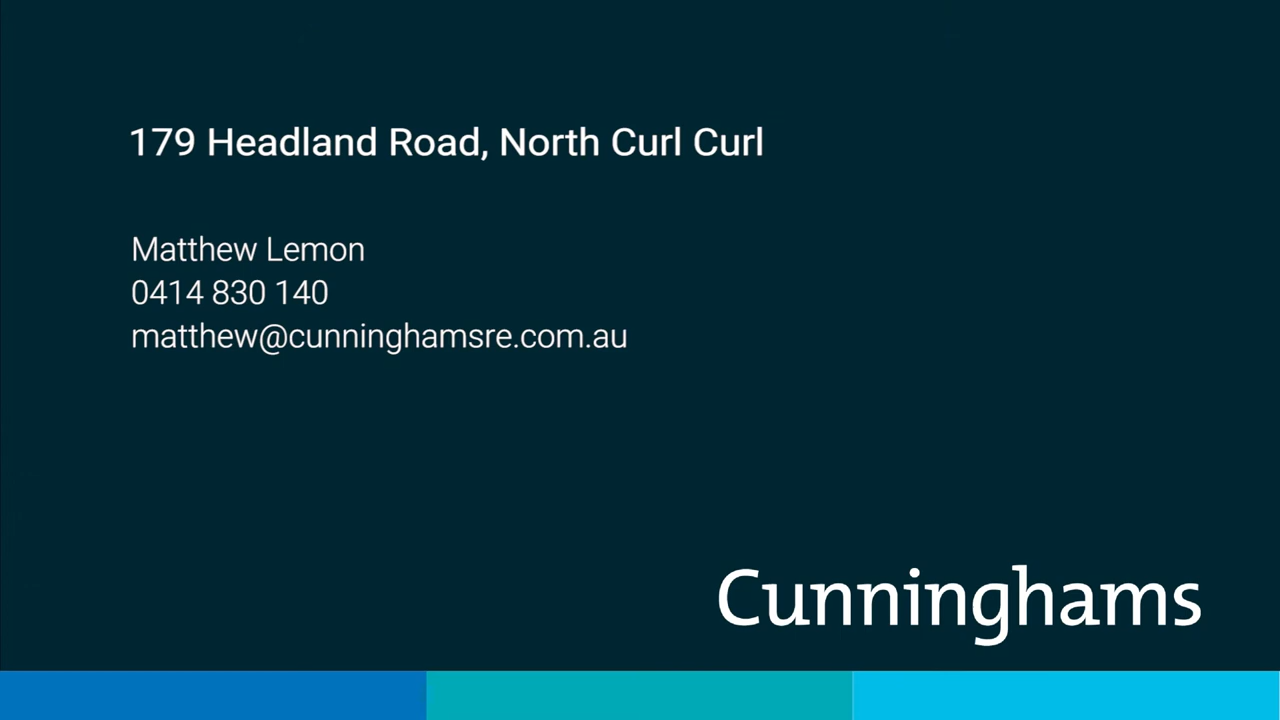 179 Headland Road, North Curl Curl
Matthew Lemon
0414 830 140
matthew@cunninghamsre.com.au
Cunninghams